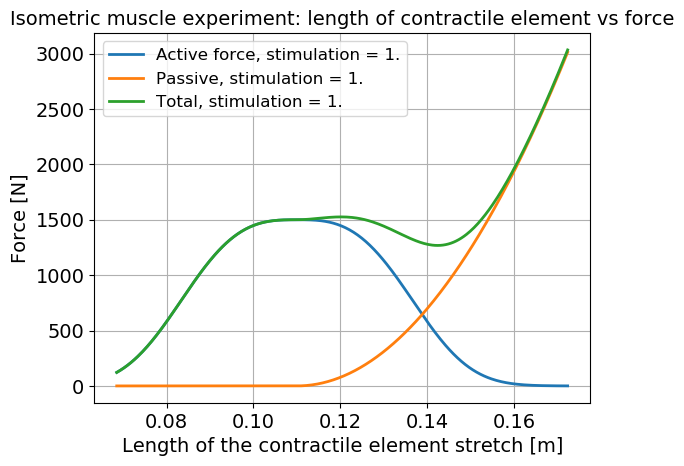 Isometric muscle experiment: length of contractile element vs force
Force [N]
3000
2500
2000
1500
1000
500
0
Active force, stimulation = 1.
Passive, stimulation = 1.
Total, stimulation = 1.
0.08 0.10 0.12 0.14 0.16
Length of the contractile element stretch [m]